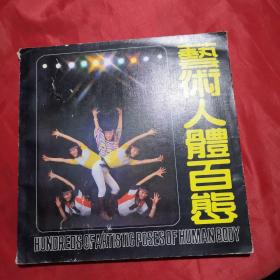 藝術人體百態
HUNDREDS OF ARTISTIC POSES OF HUMAN BODY